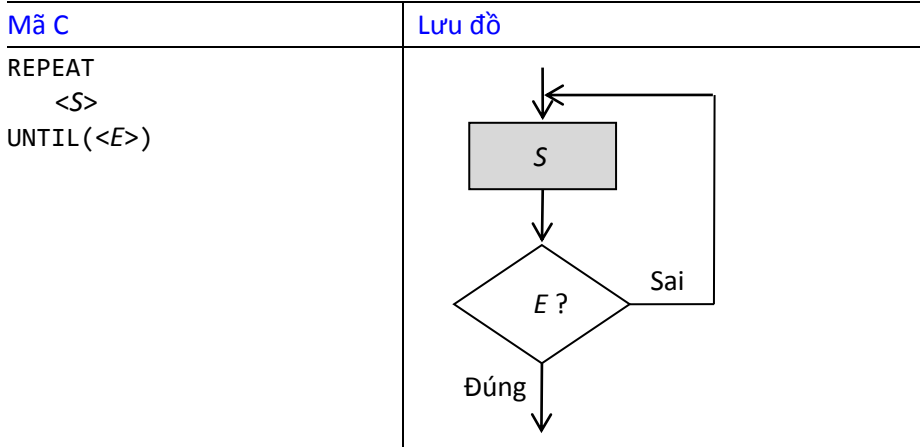 Mã C
Lưu đồ
REPEAT
<S>
UNTIL(<E>)
S
E ?
Sai
Đúng